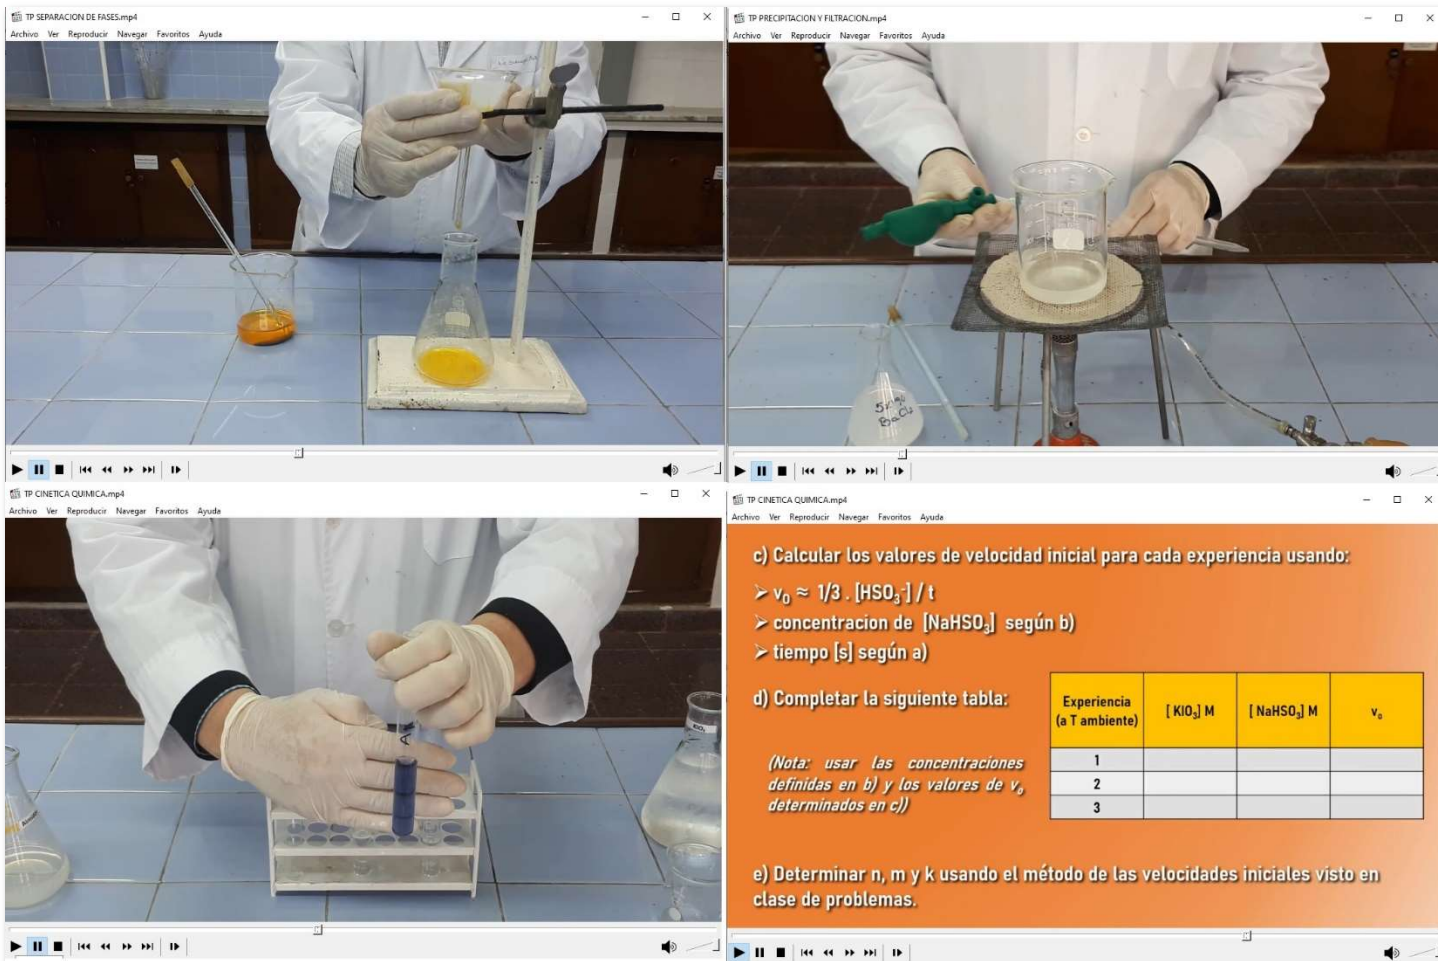 TP SEPARACION DE FASES.mp4
Archivo Ver Reproducir Navegar Favoritos Ayuda
TP PRECIPITACION Y FILTRACION.mp4
Archivo Ver Reproducir Navegar Favoritos Ayuda
BaCl2
TP CINETICA QUIMICA.mp4
Archivo Ver Reproducir Navegar Favoritos Ayuda
A
KIO3
TP CINETICA QUIMICA.mp4
Archivo Ver Reproducir Navegar Favoritos Ayuda
c) Calcular los valores de velocidad inicial para cada experiencia usando:
➢ v₀ ≈ 1/3 . [HSO₃⁻] / t
➢ concentracion de [NaHSO₃] según b)
➢ tiempo [s] según a)
d) Completar la siguiente tabla:
(Nota: usar las concentraciones
definidas en b) y los valores de v₀
determinados en c))
Experiencia
(a T ambiente)
[ KIO₃] M
[ NaHSO₃] M
v₀
1
2
3
e) Determinar n, m y k usando el método de las velocidades iniciales visto en
clase de problemas.